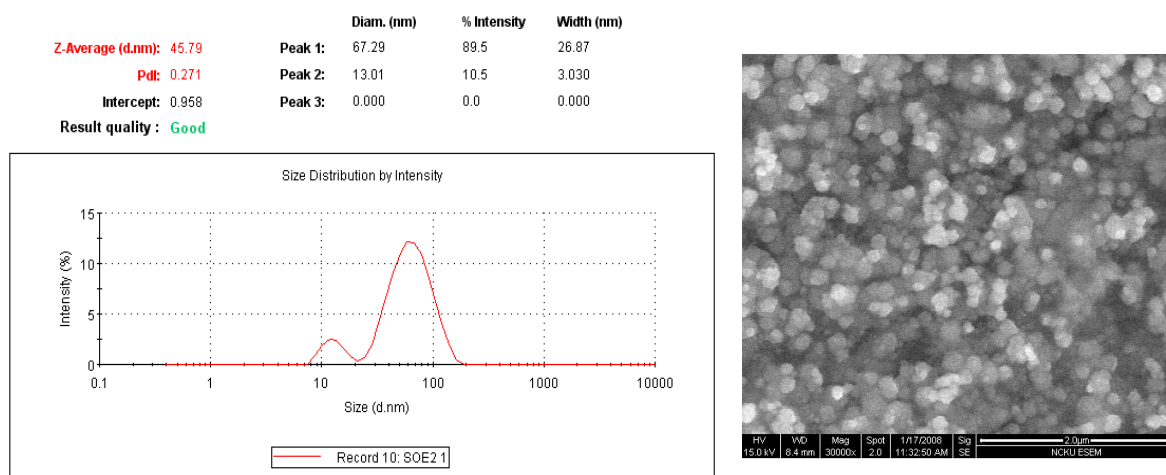 Diam. (nm) % Intensity Width (nm)
Z-Average (d.nm): 45.79 Peak 1: 67.29 89.5 26.87
PdI: 0.271 Peak 2: 13.01 10.5 3.030
Intercept: 0.958 Peak 3: 0.000 0.0 0.000
Result quality : Good
Size Distribution by Intensity
15
10
5
0
Intensity (%)
0.1 1 10 100 1000 10000
Size (d.nm)
Record 10: SOE2 1
HV WD Mag Spot 1/17/2008 Sig 2.0µm
15.0 kV 8.4 mm 30000x 2.0 11:32:50 AM SE NCKU ESEM